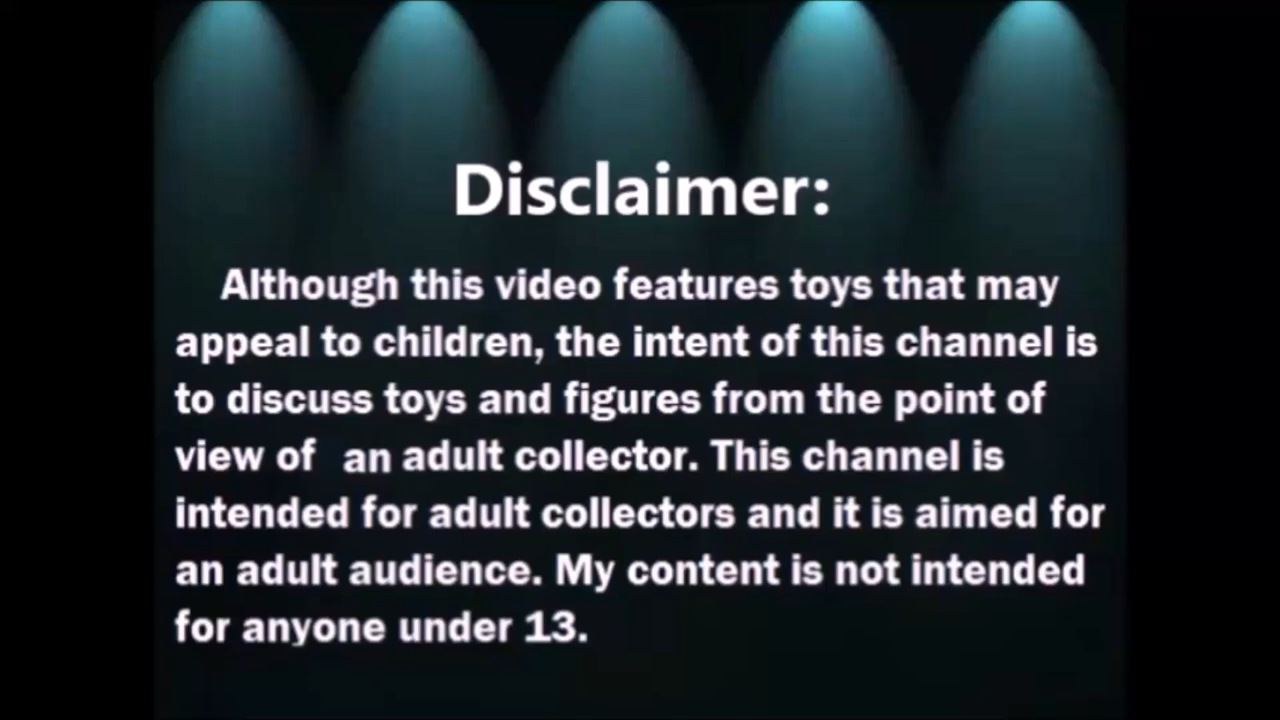 Disclaimer:
Although this video features toys that may
appeal to children, the intent of this channel is
to discuss toys and figures from the point of
view of an adult collector. This channel is
intended for adult collectors and it is aimed for
an adult audience. My content is not intended
for anyone under 13.